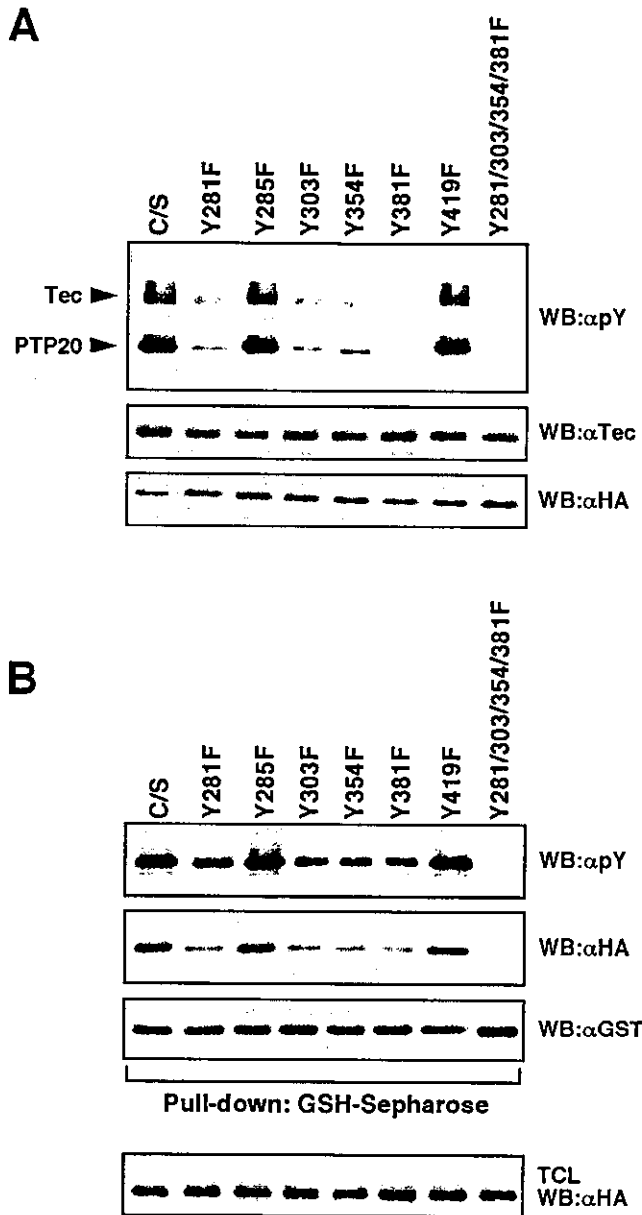 A
C/S
Y281F
Y285F
Y303F
Y354F
Y381F
Y419F
Y281/303/354/381F
Tec
PTP20
WB:αpY
WB:αTec
WB:αHA
B
C/S
Y281F
Y285F
Y303F
Y354F
Y381F
Y419F
Y281/303/354/381F
WB:αpY
WB:αHA
WB:αGST
Pull-down: GSH-Sepharose
TCL
WB:αHA